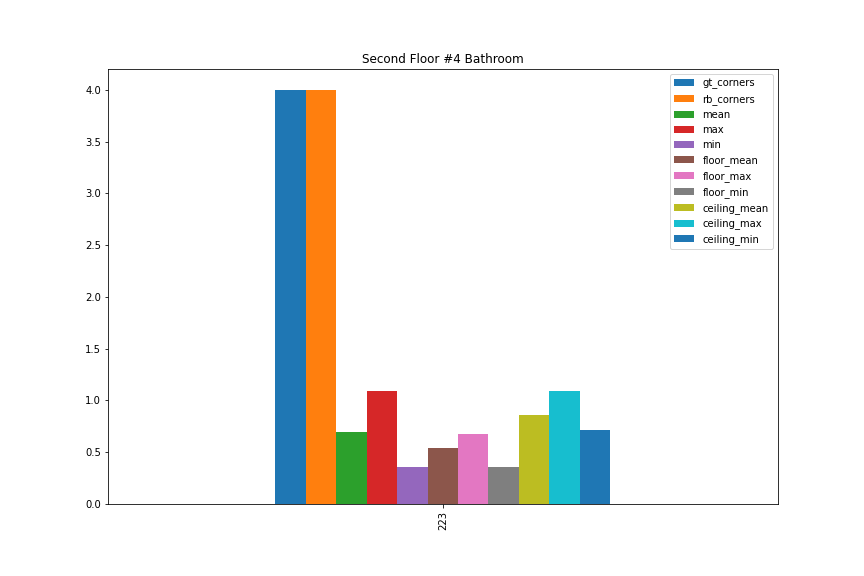 Second Floor #4 Bathroom
4.0
3.5
3.0
2.5
2.0
1.5
1.0
0.5
0.0
223
gt_corners
rb_corners
mean
max
min
floor_mean
floor_max
floor_min
ceiling_mean
ceiling_max
ceiling_min